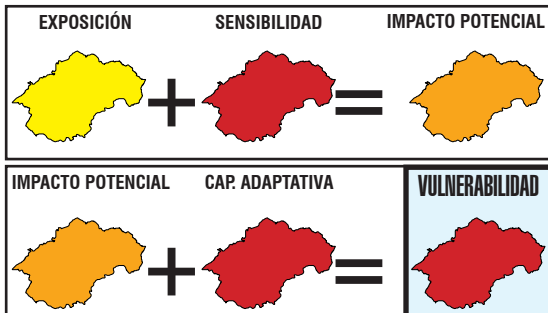 EXPOSICIÓN SENSIBILIDAD IMPACTO POTENCIAL
+ =
IMPACTO POTENCIAL CAP. ADAPTATIVA VULNERABILIDAD
+ =